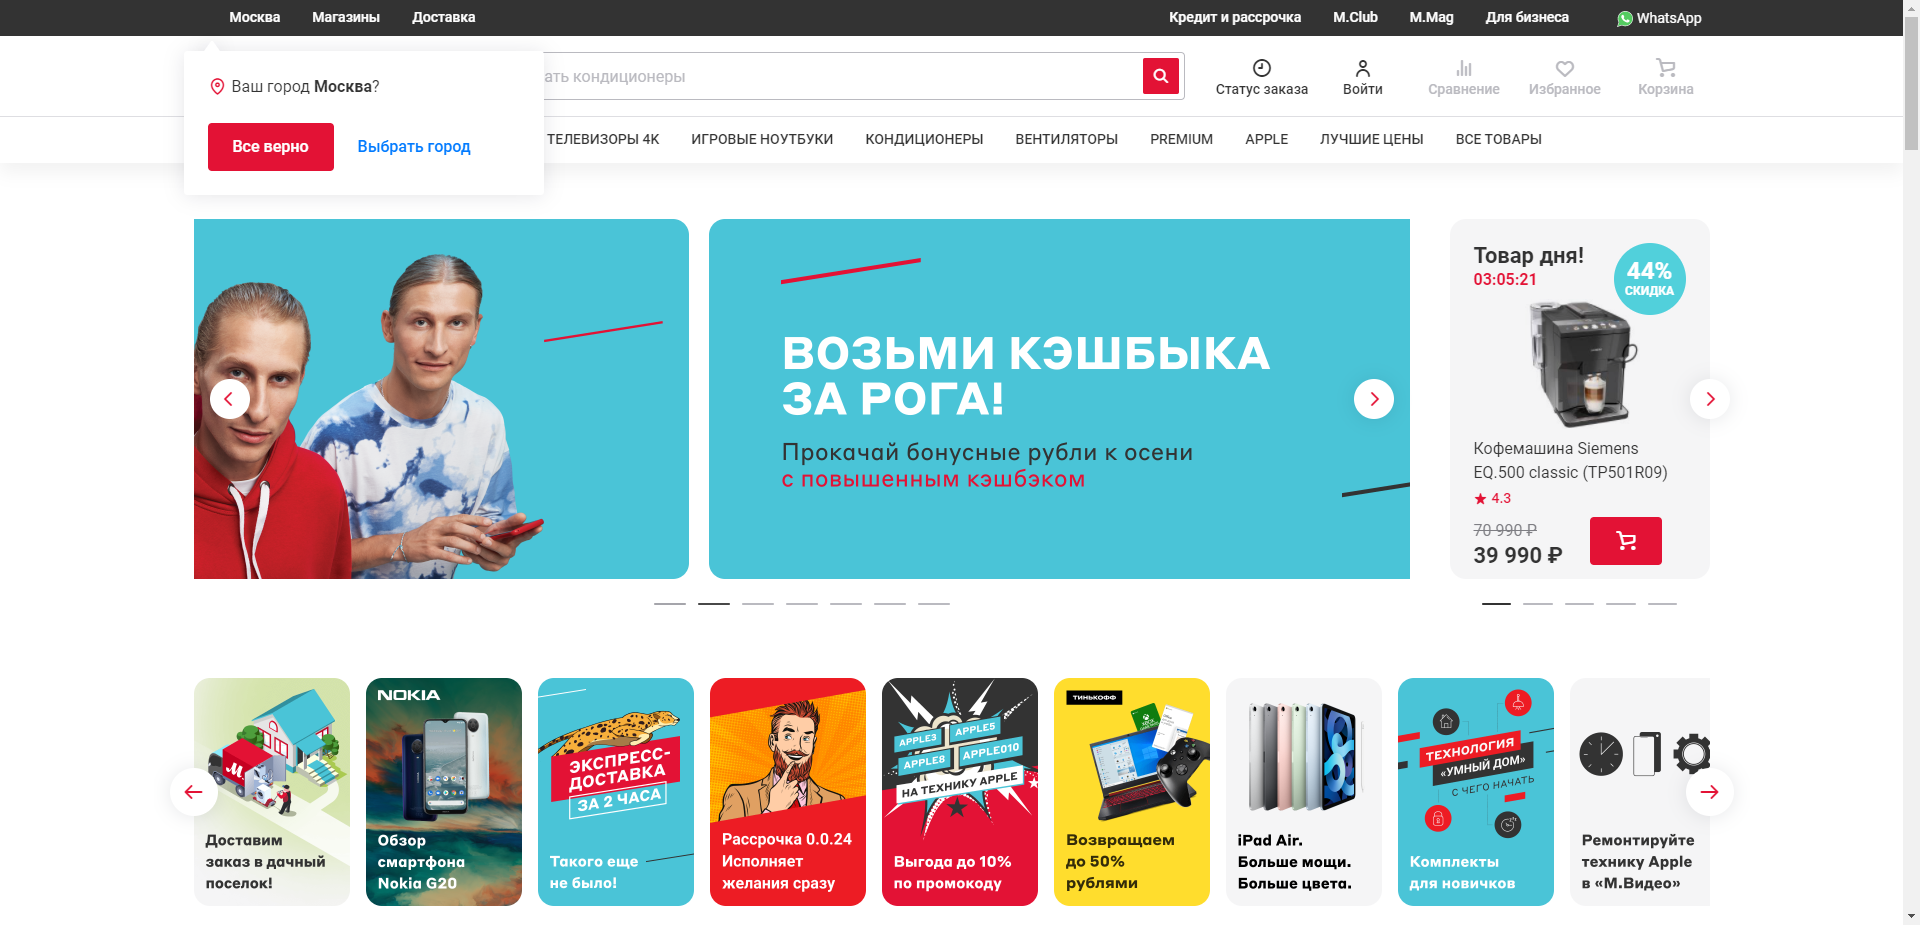 Москва Магазины Доставка Кредит и рассрочка M.Club M.Mag Для бизнеса WhatsApp
Ваш город Москва?
Все верно Выбрать город
ать кондиционеры
Статус заказа Войти Сравнение Избранное Корзина
ТЕЛЕВИЗОРЫ 4K ИГРОВЫЕ НОУТБУКИ КОНДИЦИОНЕРЫ ВЕНТИЛЯТОРЫ PREMIUM APPLE ЛУЧШИЕ ЦЕНЫ ВСЕ ТОВАРЫ
ВОЗЬМИ КЭШБЫКА
ЗА РОГА!
Прокачай бонусные рубли к осени
с повышенным кэшбэком
Товар дня!
03:05:21
44%
СКИДКА
Кофемашина Siemens
EQ.500 classic (TP501R09)
4.3
70 990 ₽
39 990 ₽
М.
Доставим
заказ в дачный
поселок!
NOKIA
Обзор
смартфона
Nokia G20
ЭКСПРЕСС-
ДОСТАВКА
ЗА 2 ЧАСА
Такого еще
не было!
Рассрочка 0.0.24
Исполняет
желания сразу
APPLE3 APPLE5
APPLE8 APPLE010
НА ТЕХНИКУ APPLE
Выгода до 10%
по промокоду
ТИНЬКОФФ
Возвращаем
до 50%
рублями
iPad Air.
Больше мощи.
Больше цвета.
ТЕХНОЛОГИЯ
«УМНЫЙ ДОМ»
С ЧЕГО НАЧАТЬ
Комплекты
для новичков
Ремонтируйте
технику Apple
в «М.Видео»